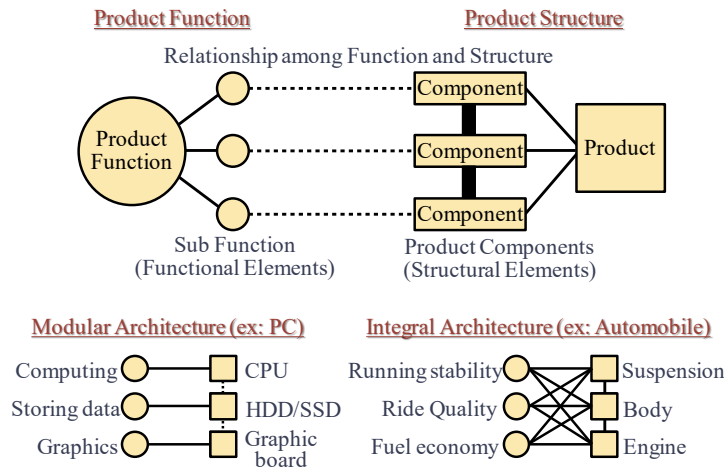 Product Function
Product Structure
Relationship among Function and Structure
Product
Function
Component
Component
Component
Product
Sub Function
(Functional Elements)
Product Components
(Structural Elements)
Modular Architecture (ex: PC)
Computing
CPU
Storing data
HDD/SSD
Graphics
Graphic
board
Integral Architecture (ex: Automobile)
Running stability
Suspension
Ride Quality
Body
Fuel economy
Engine